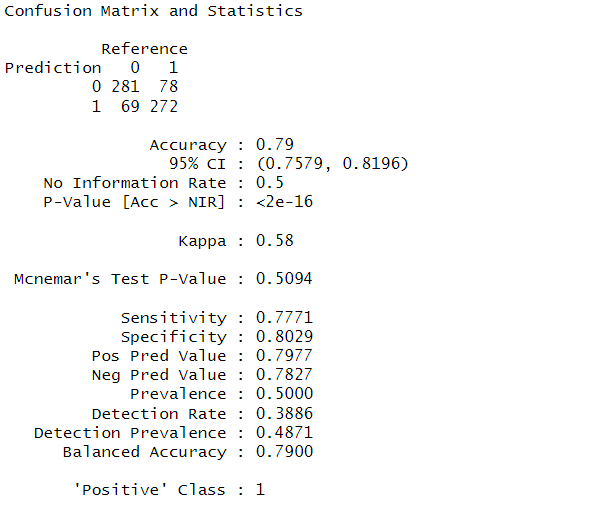 Confusion Matrix and Statistics
Reference
Prediction 0 1
0 281 78
1 69 272
Accuracy : 0.79
95% CI : (0.7579, 0.8196)
No Information Rate : 0.5
P-Value [Acc > NIR] : <2e-16
Kappa : 0.58
Mcnemar's Test P-Value : 0.5094
Sensitivity : 0.7771
Specificity : 0.8029
Pos Pred Value : 0.7977
Neg Pred Value : 0.7827
Prevalence : 0.5000
Detection Rate : 0.3886
Detection Prevalence : 0.4871
Balanced Accuracy : 0.7900
'Positive' Class : 1